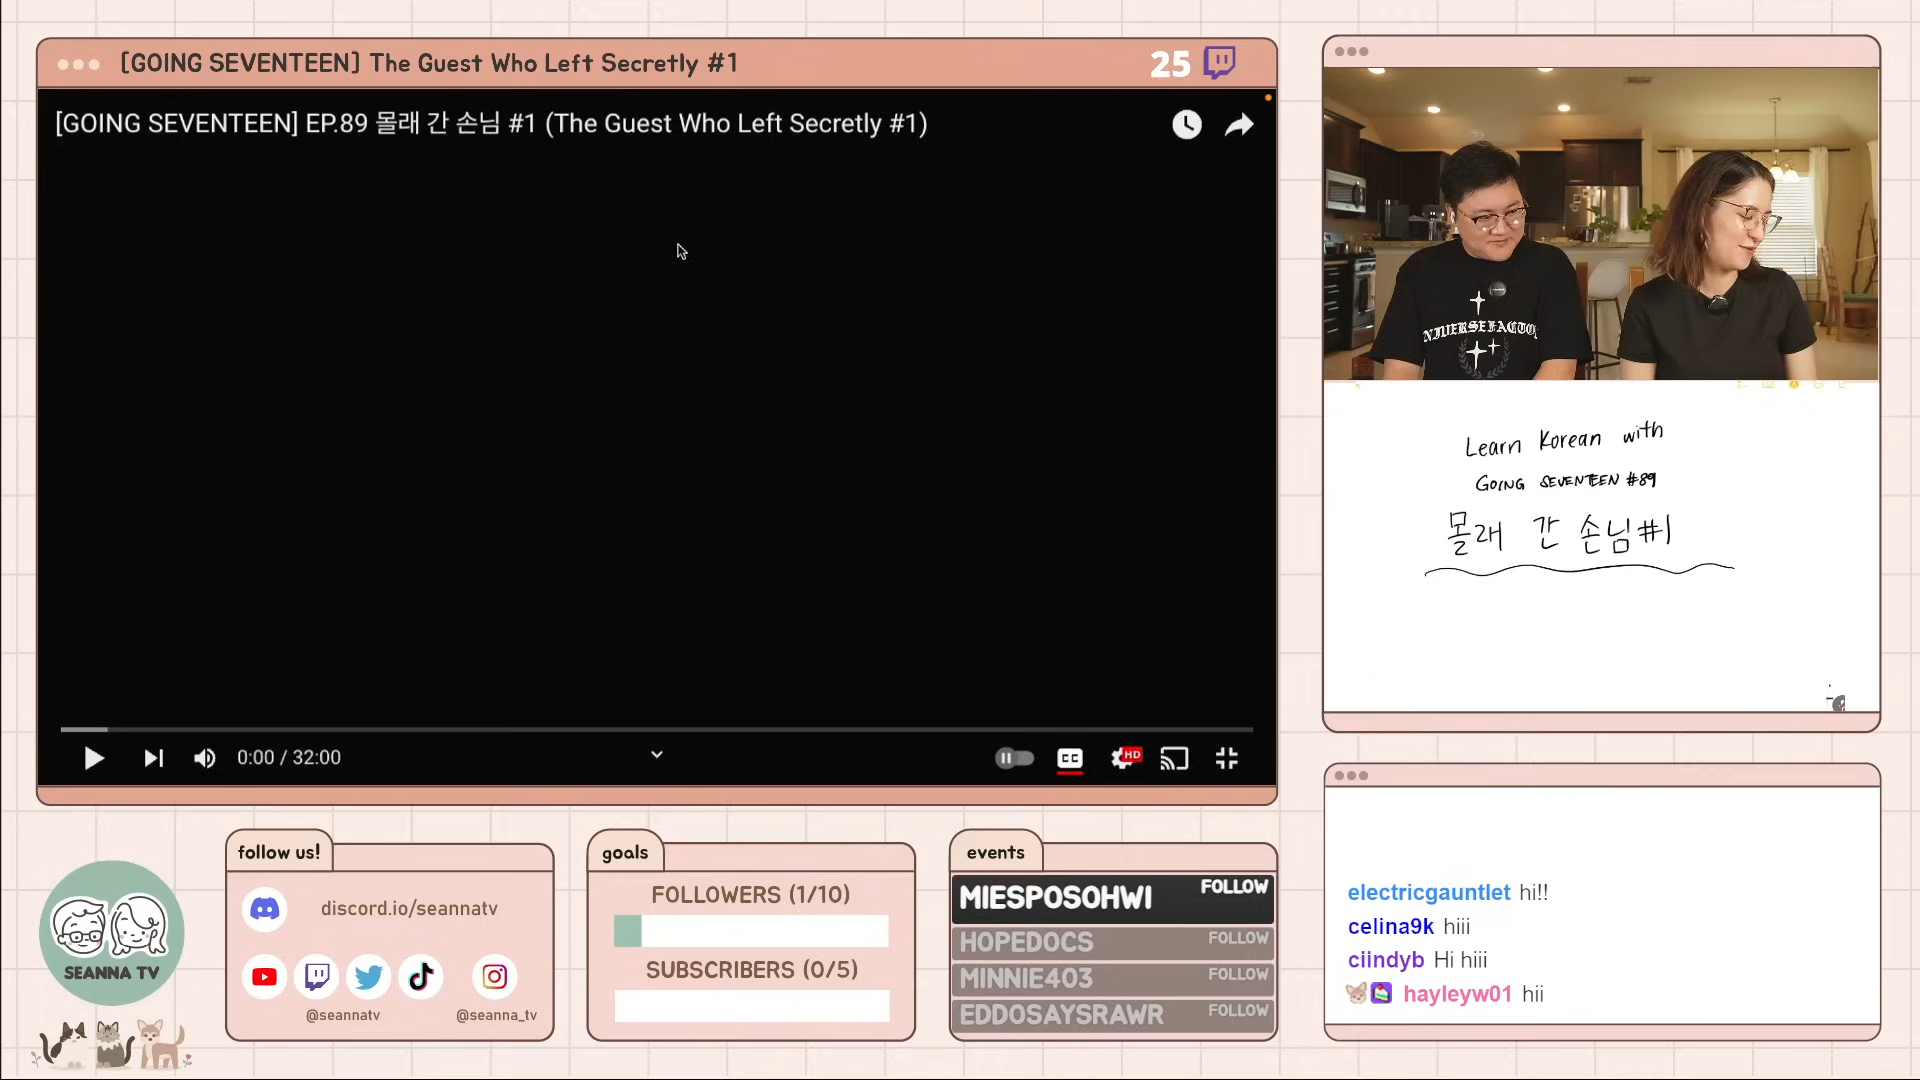 [GOING SEVENTEEN] The Guest Who Left Secretly #1
25
[GOING SEVENTEEN] EP.89 몰래 간 손님 #1 (The Guest Who Left Secretly #1)
0:00 / 32:00
CC
HD
NIVERSEFACTO
Learn Korean with
GOING SEVENTEEN #89
몰래 간 손님 #1
SEANNA TV
follow us!
discord.io/seannatv
@seannatv
@seanna_tv
goals
FOLLOWERS (1/10)
SUBSCRIBERS (0/5)
events
MIESPOSOHWI FOLLOW
HOPEDOCS FOLLOW
MINNIE403 FOLLOW
EDDOSAYSRAWR FOLLOW
electricgauntlet hi!!
celina9k hiii
ciindyb Hi hiii
hayleyw01 hii